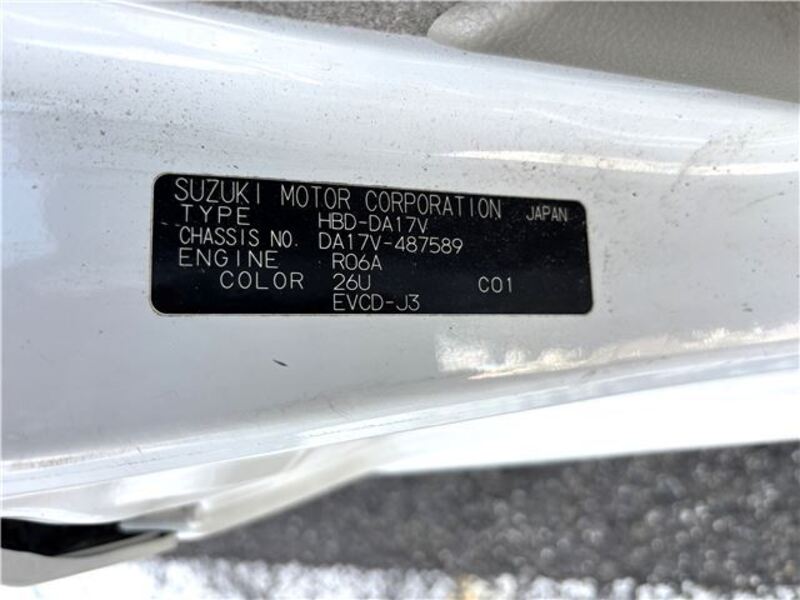 SUZUKI MOTOR CORPORATION JAPAN
TYPE HBD-DA17V
CHASSIS NO. DA17V-487589
ENGINE R06A
COLOR 26U C01
EVCD-J3